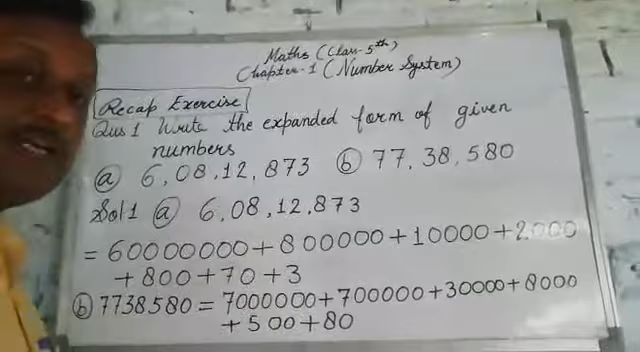 Maths (Class-5th)
Chapter-1 (Number System)
Recap Exercise
Qus 1 Write the expanded form of given
numbers
(a) 6,08,12,873 (b) 77,38,580
Sol 1 (a) 6,08,12,873
= 60000000+800000+10000+2000
+800+70+3
(b) 7738580 = 7000000+700000+30000+8000
+500+80